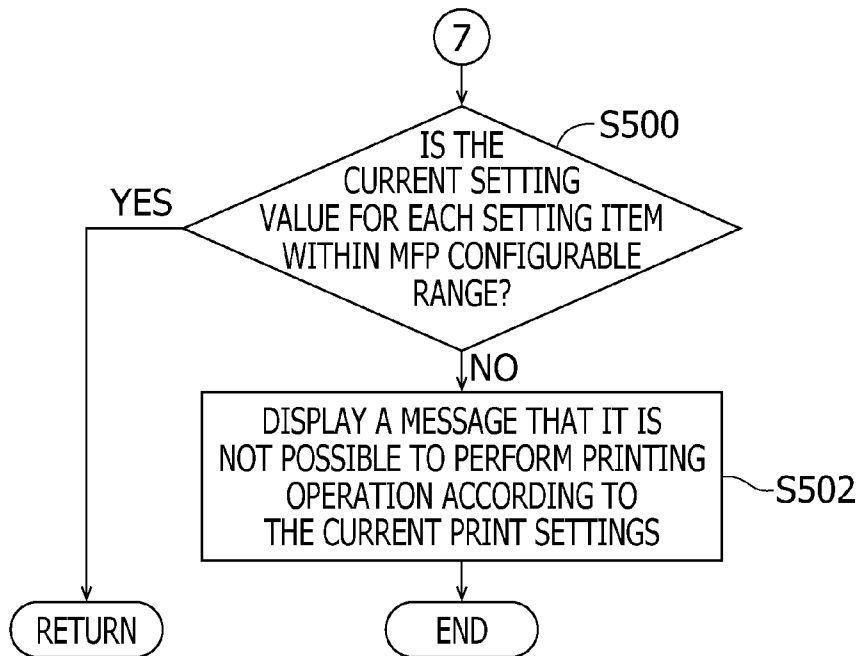 7
S500
IS THE
CURRENT SETTING
VALUE FOR EACH SETTING ITEM
WITHIN MFP CONFIGURABLE
RANGE?
YES
NO
DISPLAY A MESSAGE THAT IT IS
NOT POSSIBLE TO PERFORM PRINTING
OPERATION ACCORDING TO
THE CURRENT PRINT SETTINGS
S502
RETURN
END